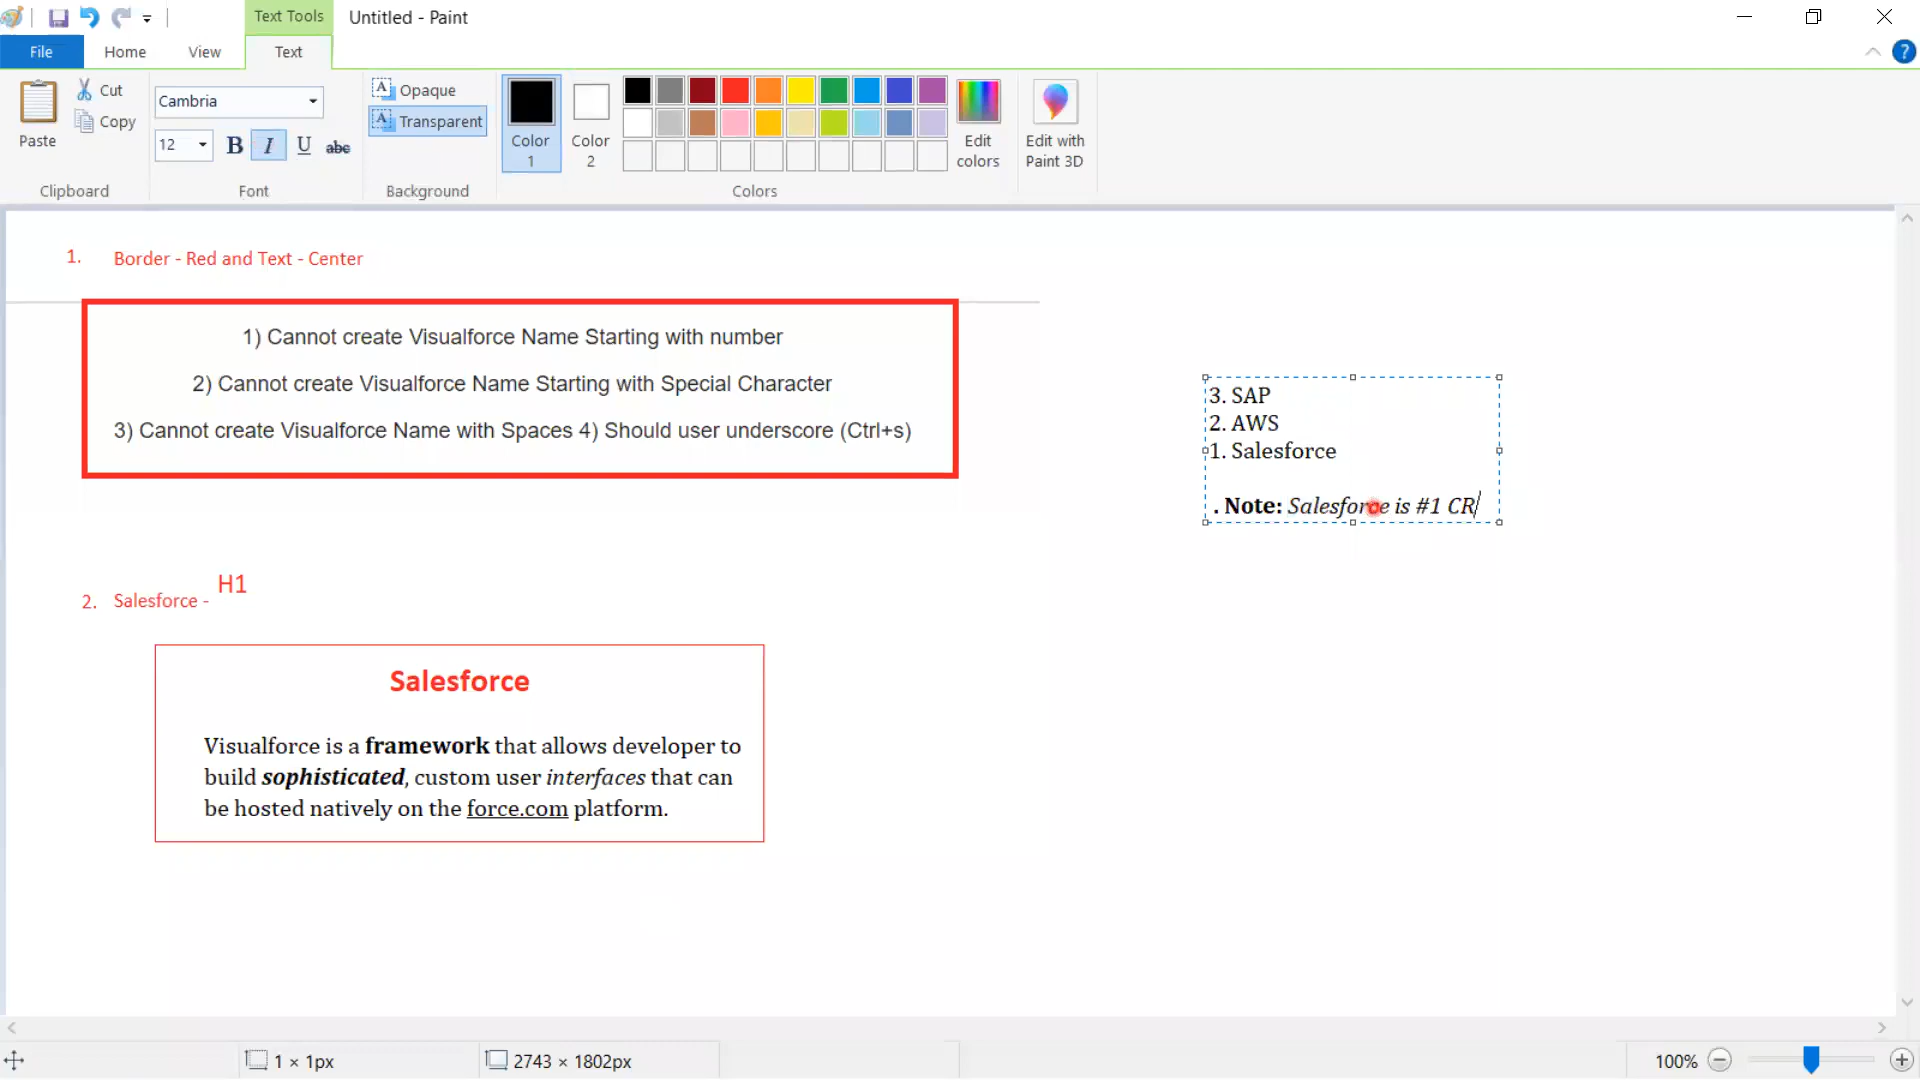 Text Tools
Untitled - Paint
File
Home
View
Text
Paste
Cut
Copy
Clipboard
Cambria
12
B
I
U
abc
Font
A Opaque
A Transparent
Background
Color 1
Color 2
Edit colors
Colors
Edit with Paint 3D
?
1. Border - Red and Text - Center
1) Cannot create Visualforce Name Starting with number
2) Cannot create Visualforce Name Starting with Special Character
3) Cannot create Visualforce Name with Spaces 4) Should user underscore (Ctrl+s)
3. SAP
2. AWS
1. Salesforce
. Note: Salesforce is #1 CR
2. Salesforce - H1
Salesforce
Visualforce is a framework that allows developer to
build sophisticated, custom user interfaces that can
be hosted natively on the force.com platform.
1 × 1px
2743 × 1802px
100%